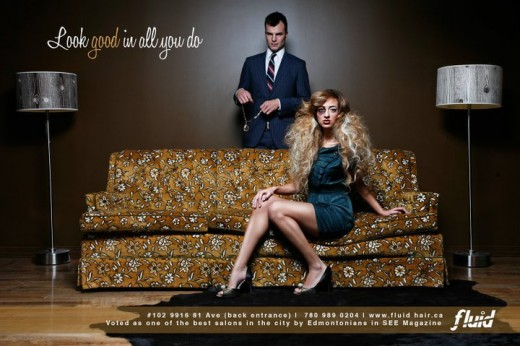 Look good in all you do
#102 9916 81 Ave (back entrance) | 780 989 0204 | www.fluid hair.ca
Voted as one of the best salons in the city by Edmontonians in SEE Magazine
fluid